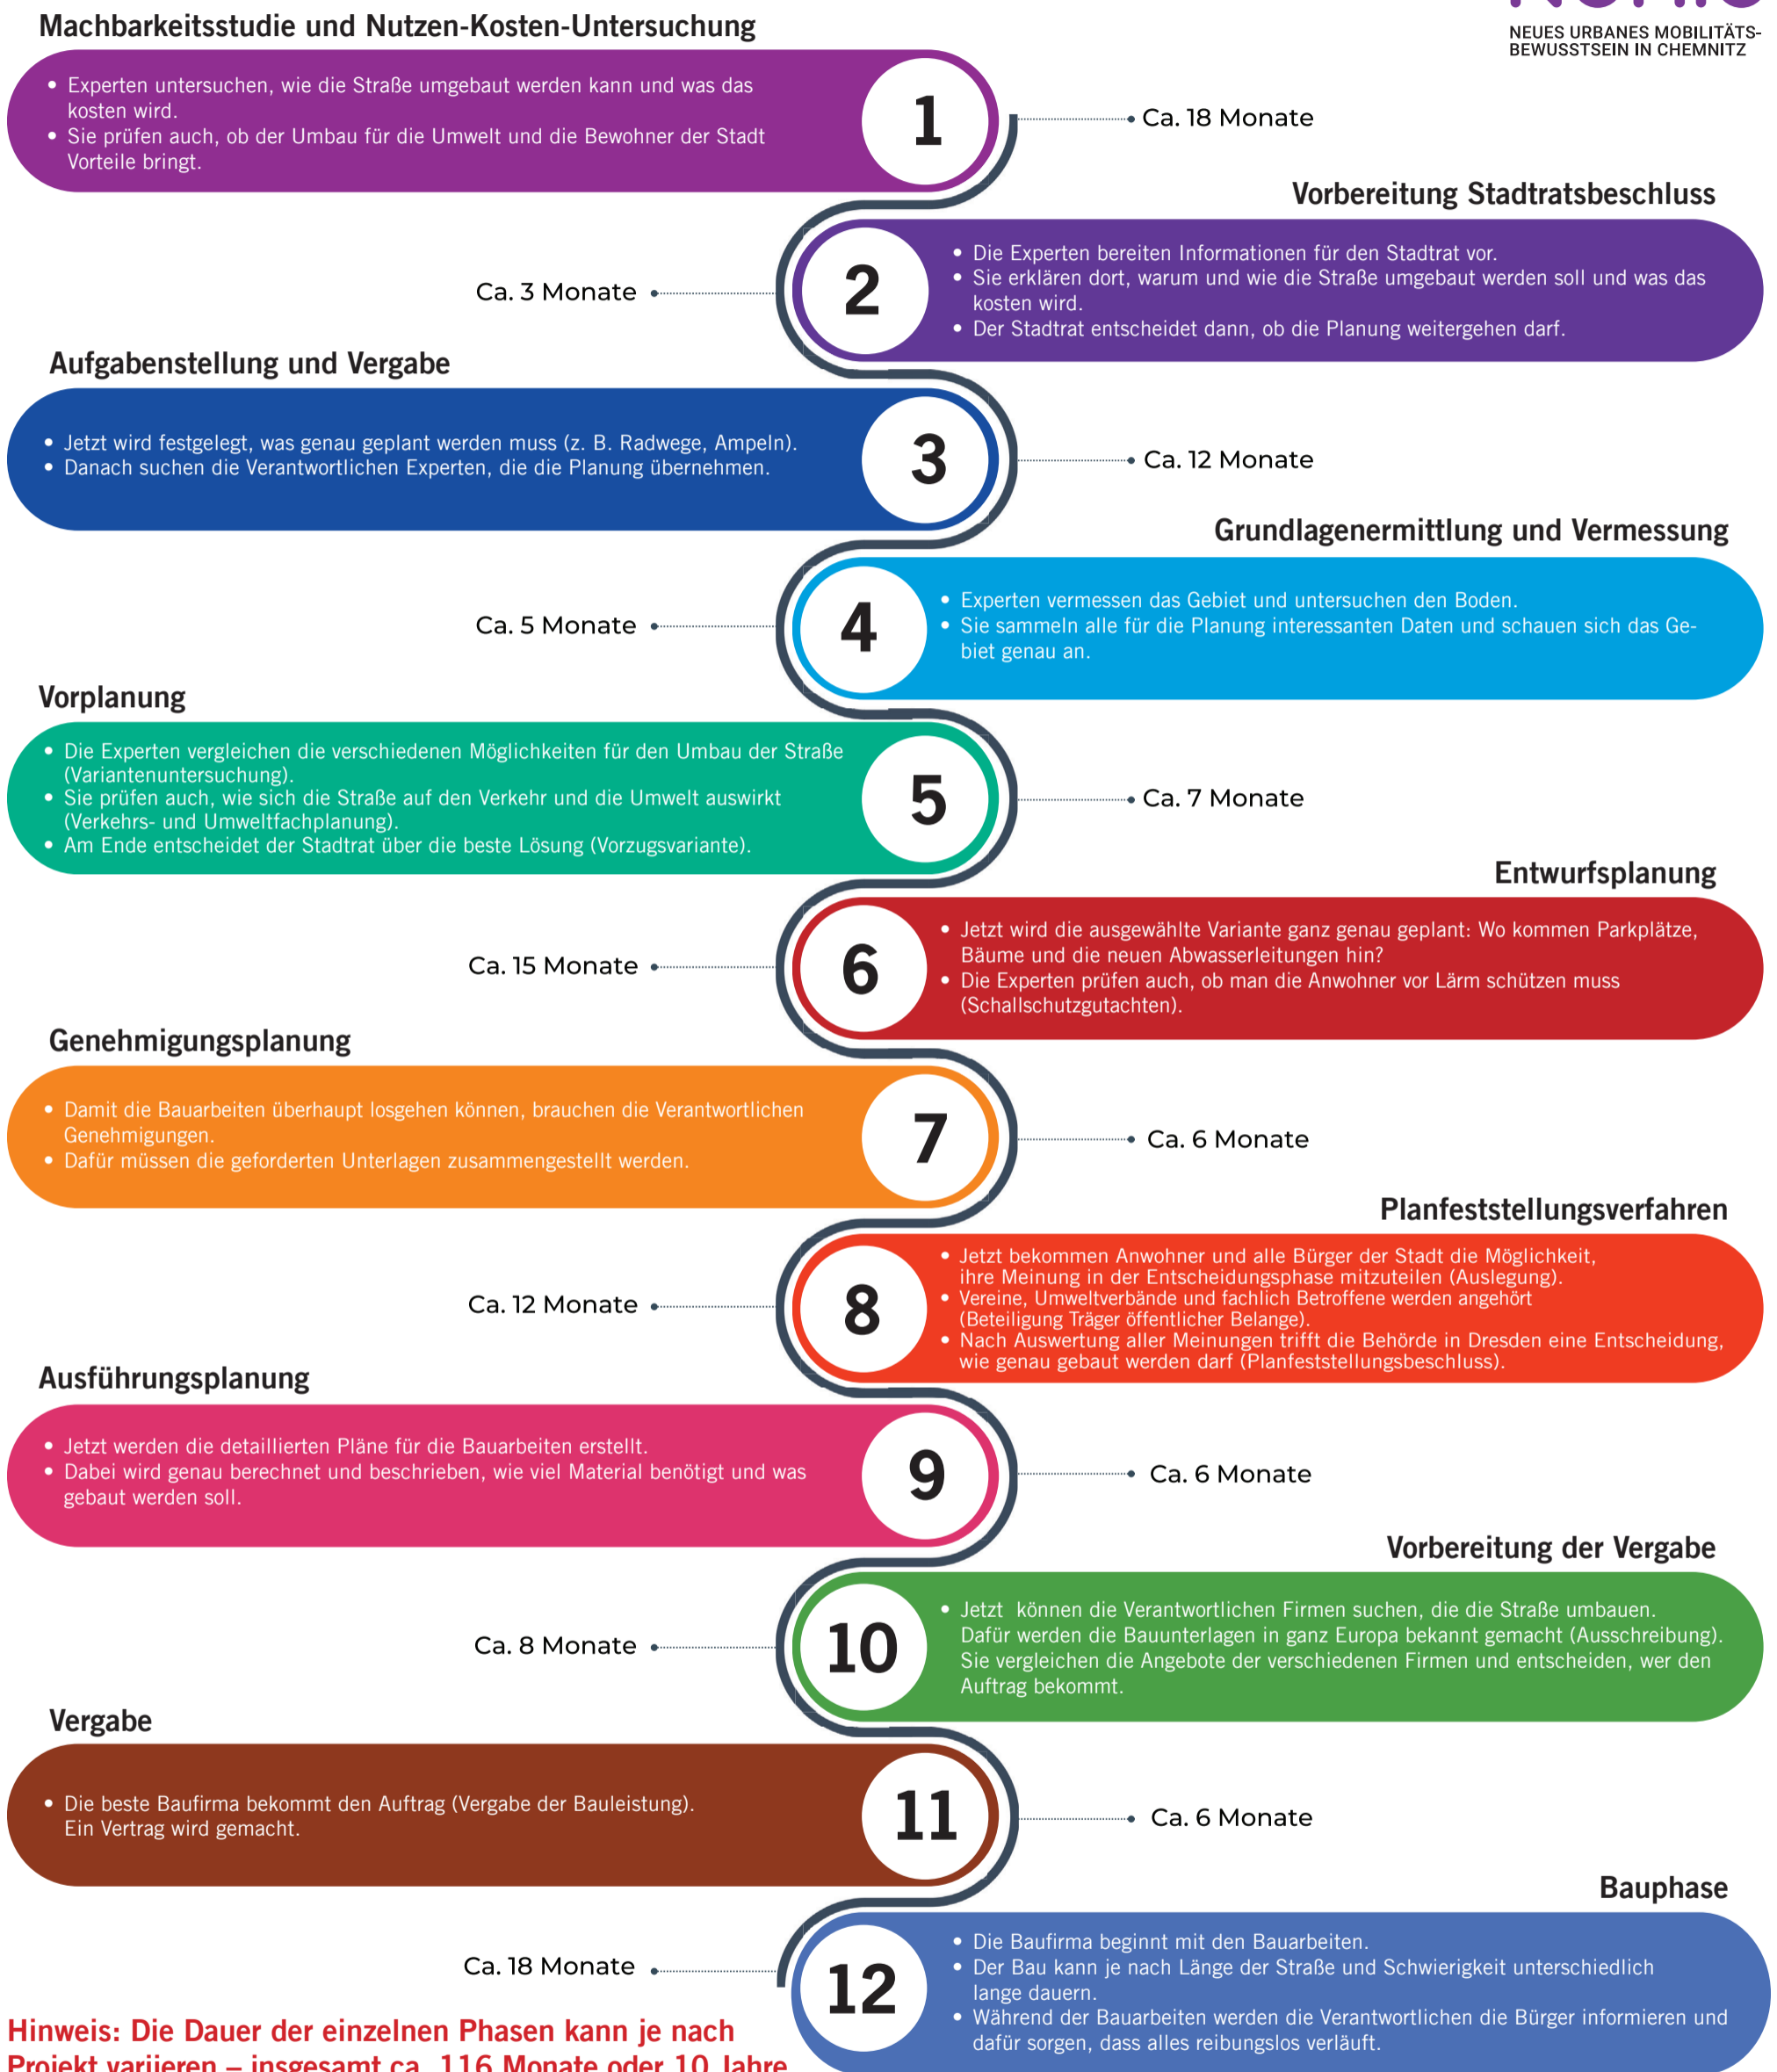 NEUES URBANES MOBILITÄTS-
BEWUSSTSEIN IN CHEMNITZ
Machbarkeitsstudie und Nutzen-Kosten-Untersuchung
• Experten untersuchen, wie die Straße umgebaut werden kann und was das
kosten wird.
• Sie prüfen auch, ob der Umbau für die Umwelt und die Bewohner der Stadt
Vorteile bringt.
1
Ca. 18 Monate
Vorbereitung Stadtratsbeschluss
Ca. 3 Monate
2
• Die Experten bereiten Informationen für den Stadtrat vor.
• Sie erklären dort, warum und wie die Straße umgebaut werden soll und was das
kosten wird.
• Der Stadtrat entscheidet dann, ob die Planung weitergehen darf.
Aufgabenstellung und Vergabe
• Jetzt wird festgelegt, was genau geplant werden muss (z. B. Radwege, Ampeln).
• Danach suchen die Verantwortlichen Experten, die die Planung übernehmen.
3
Ca. 12 Monate
Grundlagenermittlung und Vermessung
Ca. 5 Monate
4
• Experten vermessen das Gebiet und untersuchen den Boden.
• Sie sammeln alle für die Planung interessanten Daten und schauen sich das Ge-
biet genau an.
Vorplanung
• Die Experten vergleichen die verschiedenen Möglichkeiten für den Umbau der Straße
(Variantenuntersuchung).
• Sie prüfen auch, wie sich die Straße auf den Verkehr und die Umwelt auswirkt
(Verkehrs- und Umweltfachplanung).
• Am Ende entscheidet der Stadtrat über die beste Lösung (Vorzugsvariante).
5
Ca. 7 Monate
Entwurfsplanung
Ca. 15 Monate
6
• Jetzt wird die ausgewählte Variante ganz genau geplant: Wo kommen Parkplätze,
Bäume und die neuen Abwasserleitungen hin?
• Die Experten prüfen auch, ob man die Anwohner vor Lärm schützen muss
(Schallschutzgutachten).
Genehmigungsplanung
• Damit die Bauarbeiten überhaupt losgehen können, brauchen die Verantwortlichen
Genehmigungen.
• Dafür müssen die geforderten Unterlagen zusammengestellt werden.
7
Ca. 6 Monate
Planfeststellungsverfahren
Ca. 12 Monate
8
• Jetzt bekommen Anwohner und alle Bürger der Stadt die Möglichkeit,
ihre Meinung in der Entscheidungsphase mitzuteilen (Auslegung).
• Vereine, Umweltverbände und fachlich Betroffene werden angehört
(Beteiligung Träger öffentlicher Belange).
• Nach Auswertung aller Meinungen trifft die Behörde in Dresden eine Entscheidung,
wie genau gebaut werden darf (Planfeststellungsbeschluss).
Ausführungsplanung
• Jetzt werden die detaillierten Pläne für die Bauarbeiten erstellt.
• Dabei wird genau berechnet und beschrieben, wie viel Material benötigt und was
gebaut werden soll.
9
Ca. 6 Monate
Vorbereitung der Vergabe
Ca. 8 Monate
10
• Jetzt können die Verantwortlichen Firmen suchen, die die Straße umbauen.
Dafür werden die Bauunterlagen in ganz Europa bekannt gemacht (Ausschreibung).
Sie vergleichen die Angebote der verschiedenen Firmen und entscheiden, wer den
Auftrag bekommt.
Vergabe
• Die beste Baufirma bekommt den Auftrag (Vergabe der Bauleistung).
Ein Vertrag wird gemacht.
11
Ca. 6 Monate
Bauphase
Ca. 18 Monate
12
• Die Baufirma beginnt mit den Bauarbeiten.
• Der Bau kann je nach Länge der Straße und Schwierigkeit unterschiedlich
lange dauern.
• Während der Bauarbeiten werden die Verantwortlichen die Bürger informieren und
dafür sorgen, dass alles reibungslos verläuft.
Hinweis: Die Dauer der einzelnen Phasen kann je nach
Projekt variieren – insgesamt ca. 116 Monate oder 10 Jahre